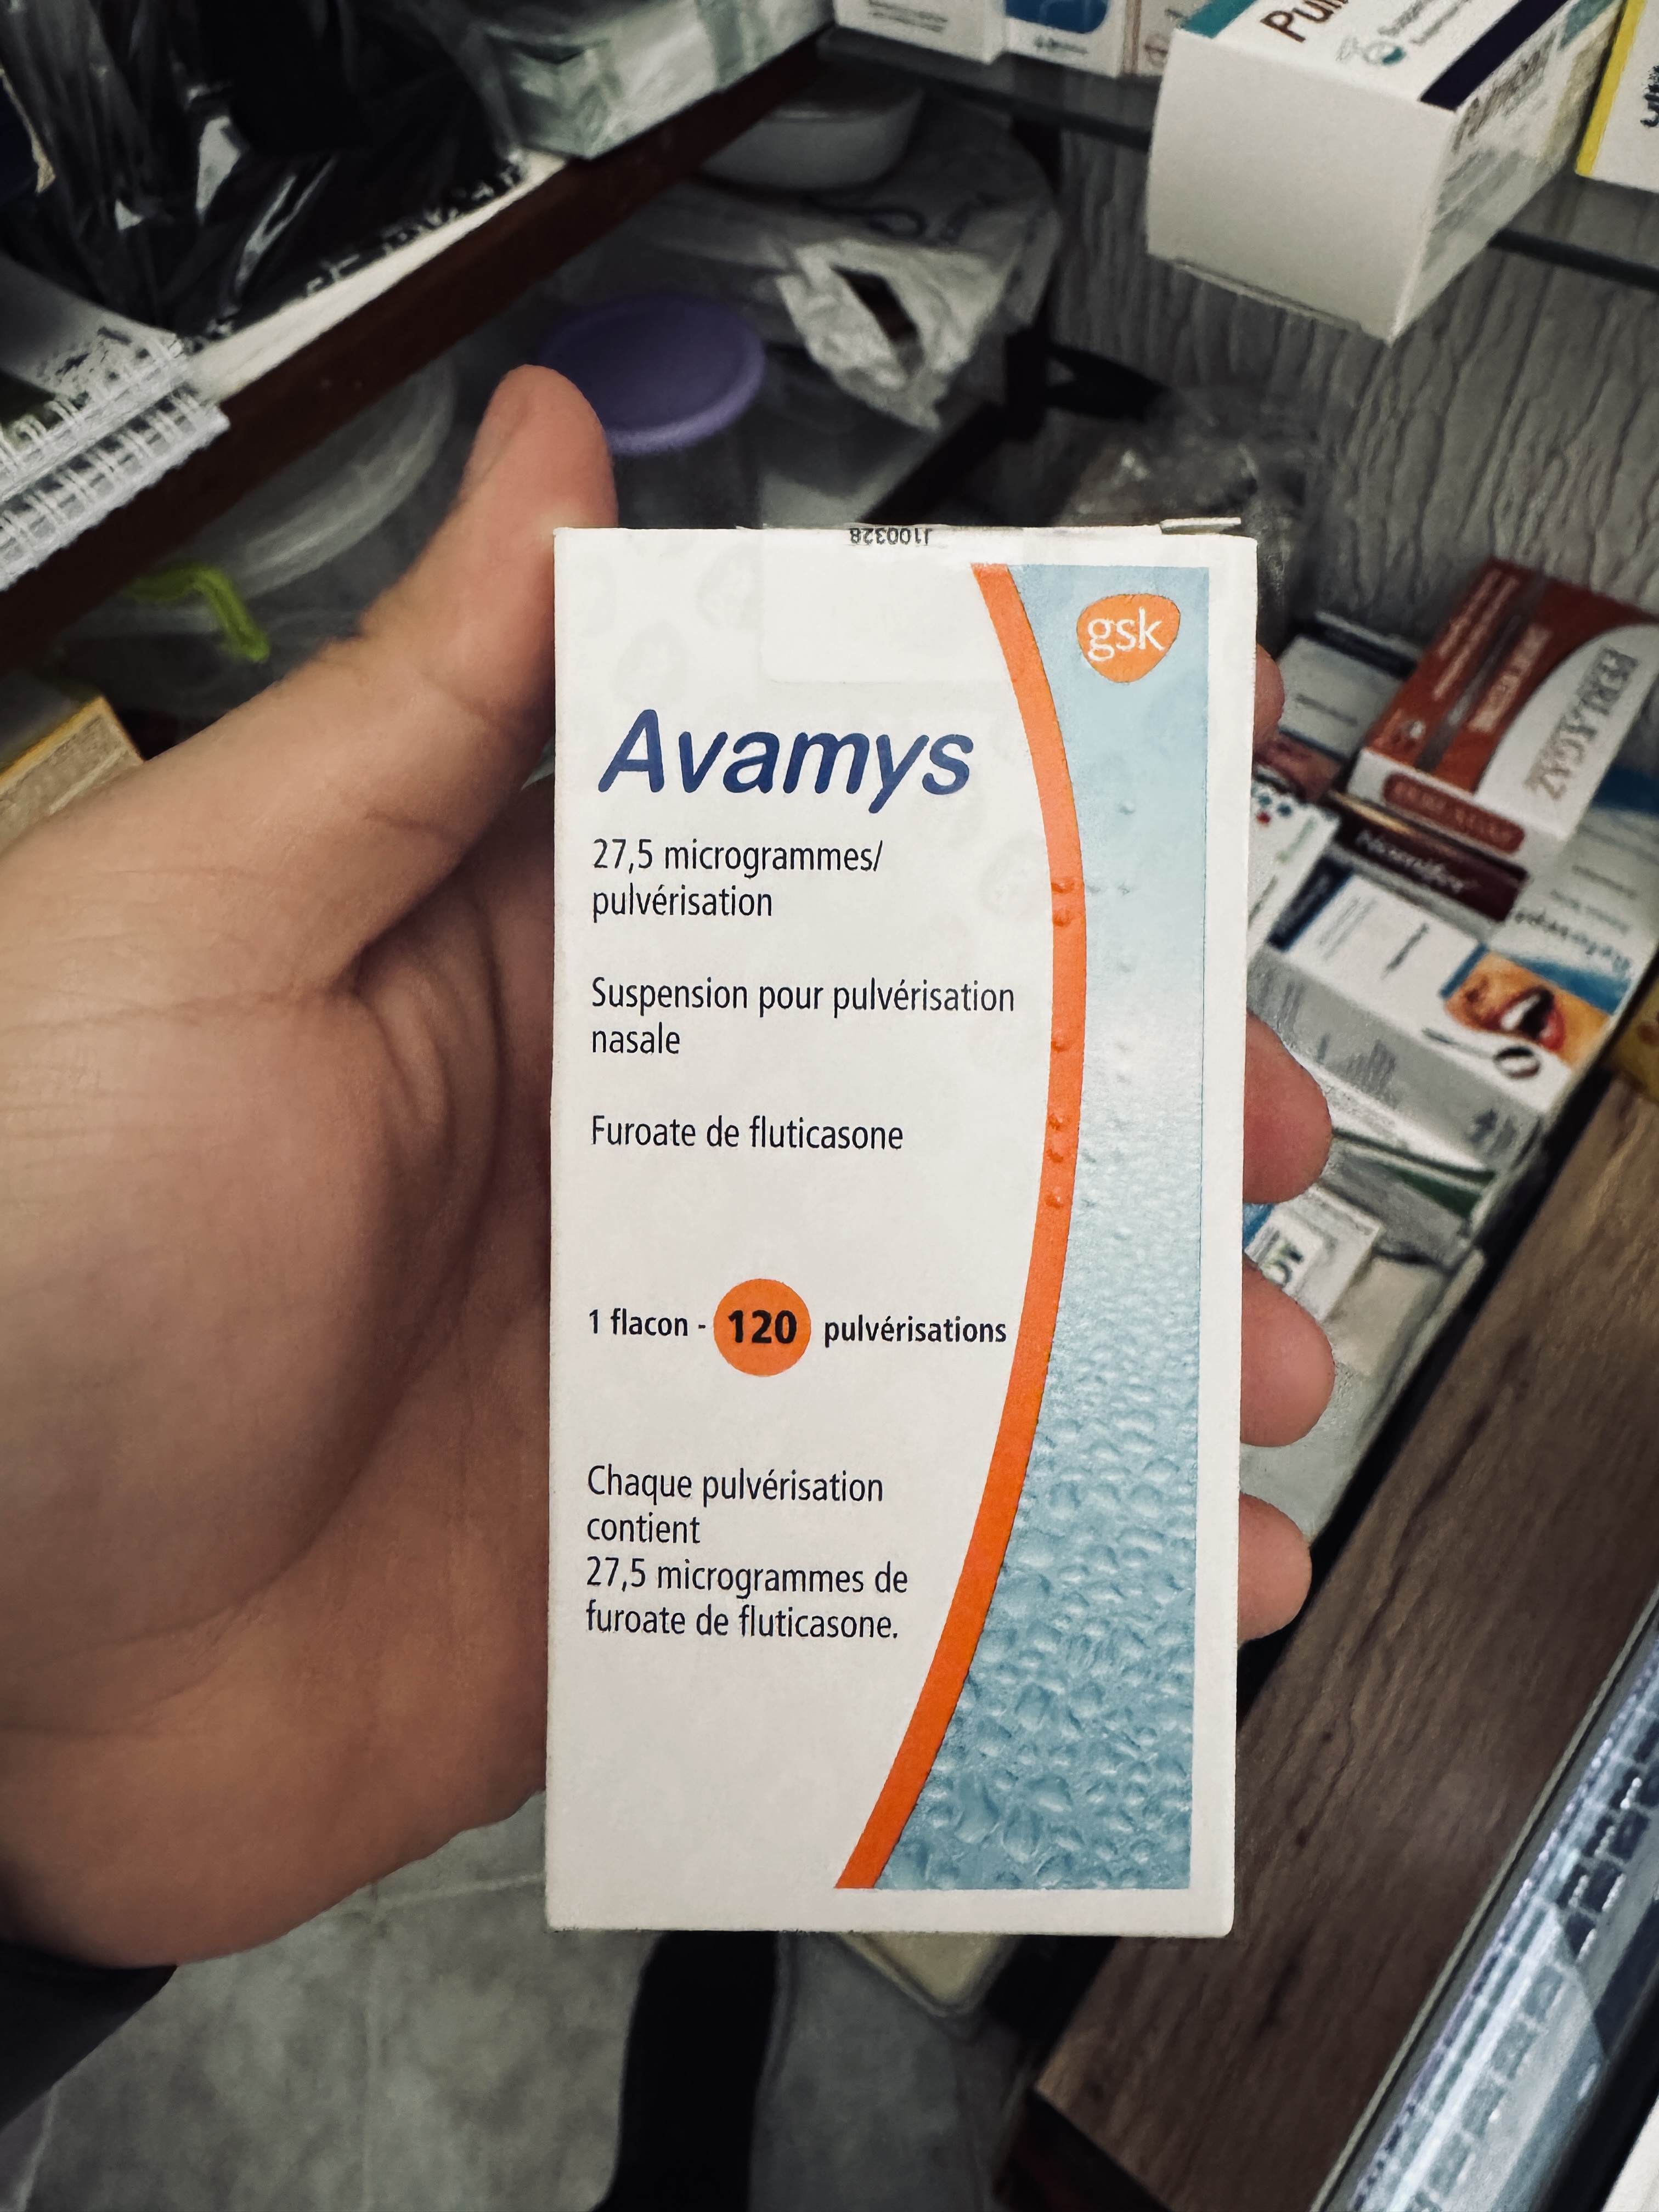 J100328
gsk
Avamys
27,5 microgrammes/
pulvérisation
Suspension pour pulvérisation
nasale
Furoate de fluticasone
1 flacon - 120 pulvérisations
Chaque pulvérisation
contient
27,5 microgrammes de
furoate de fluticasone.